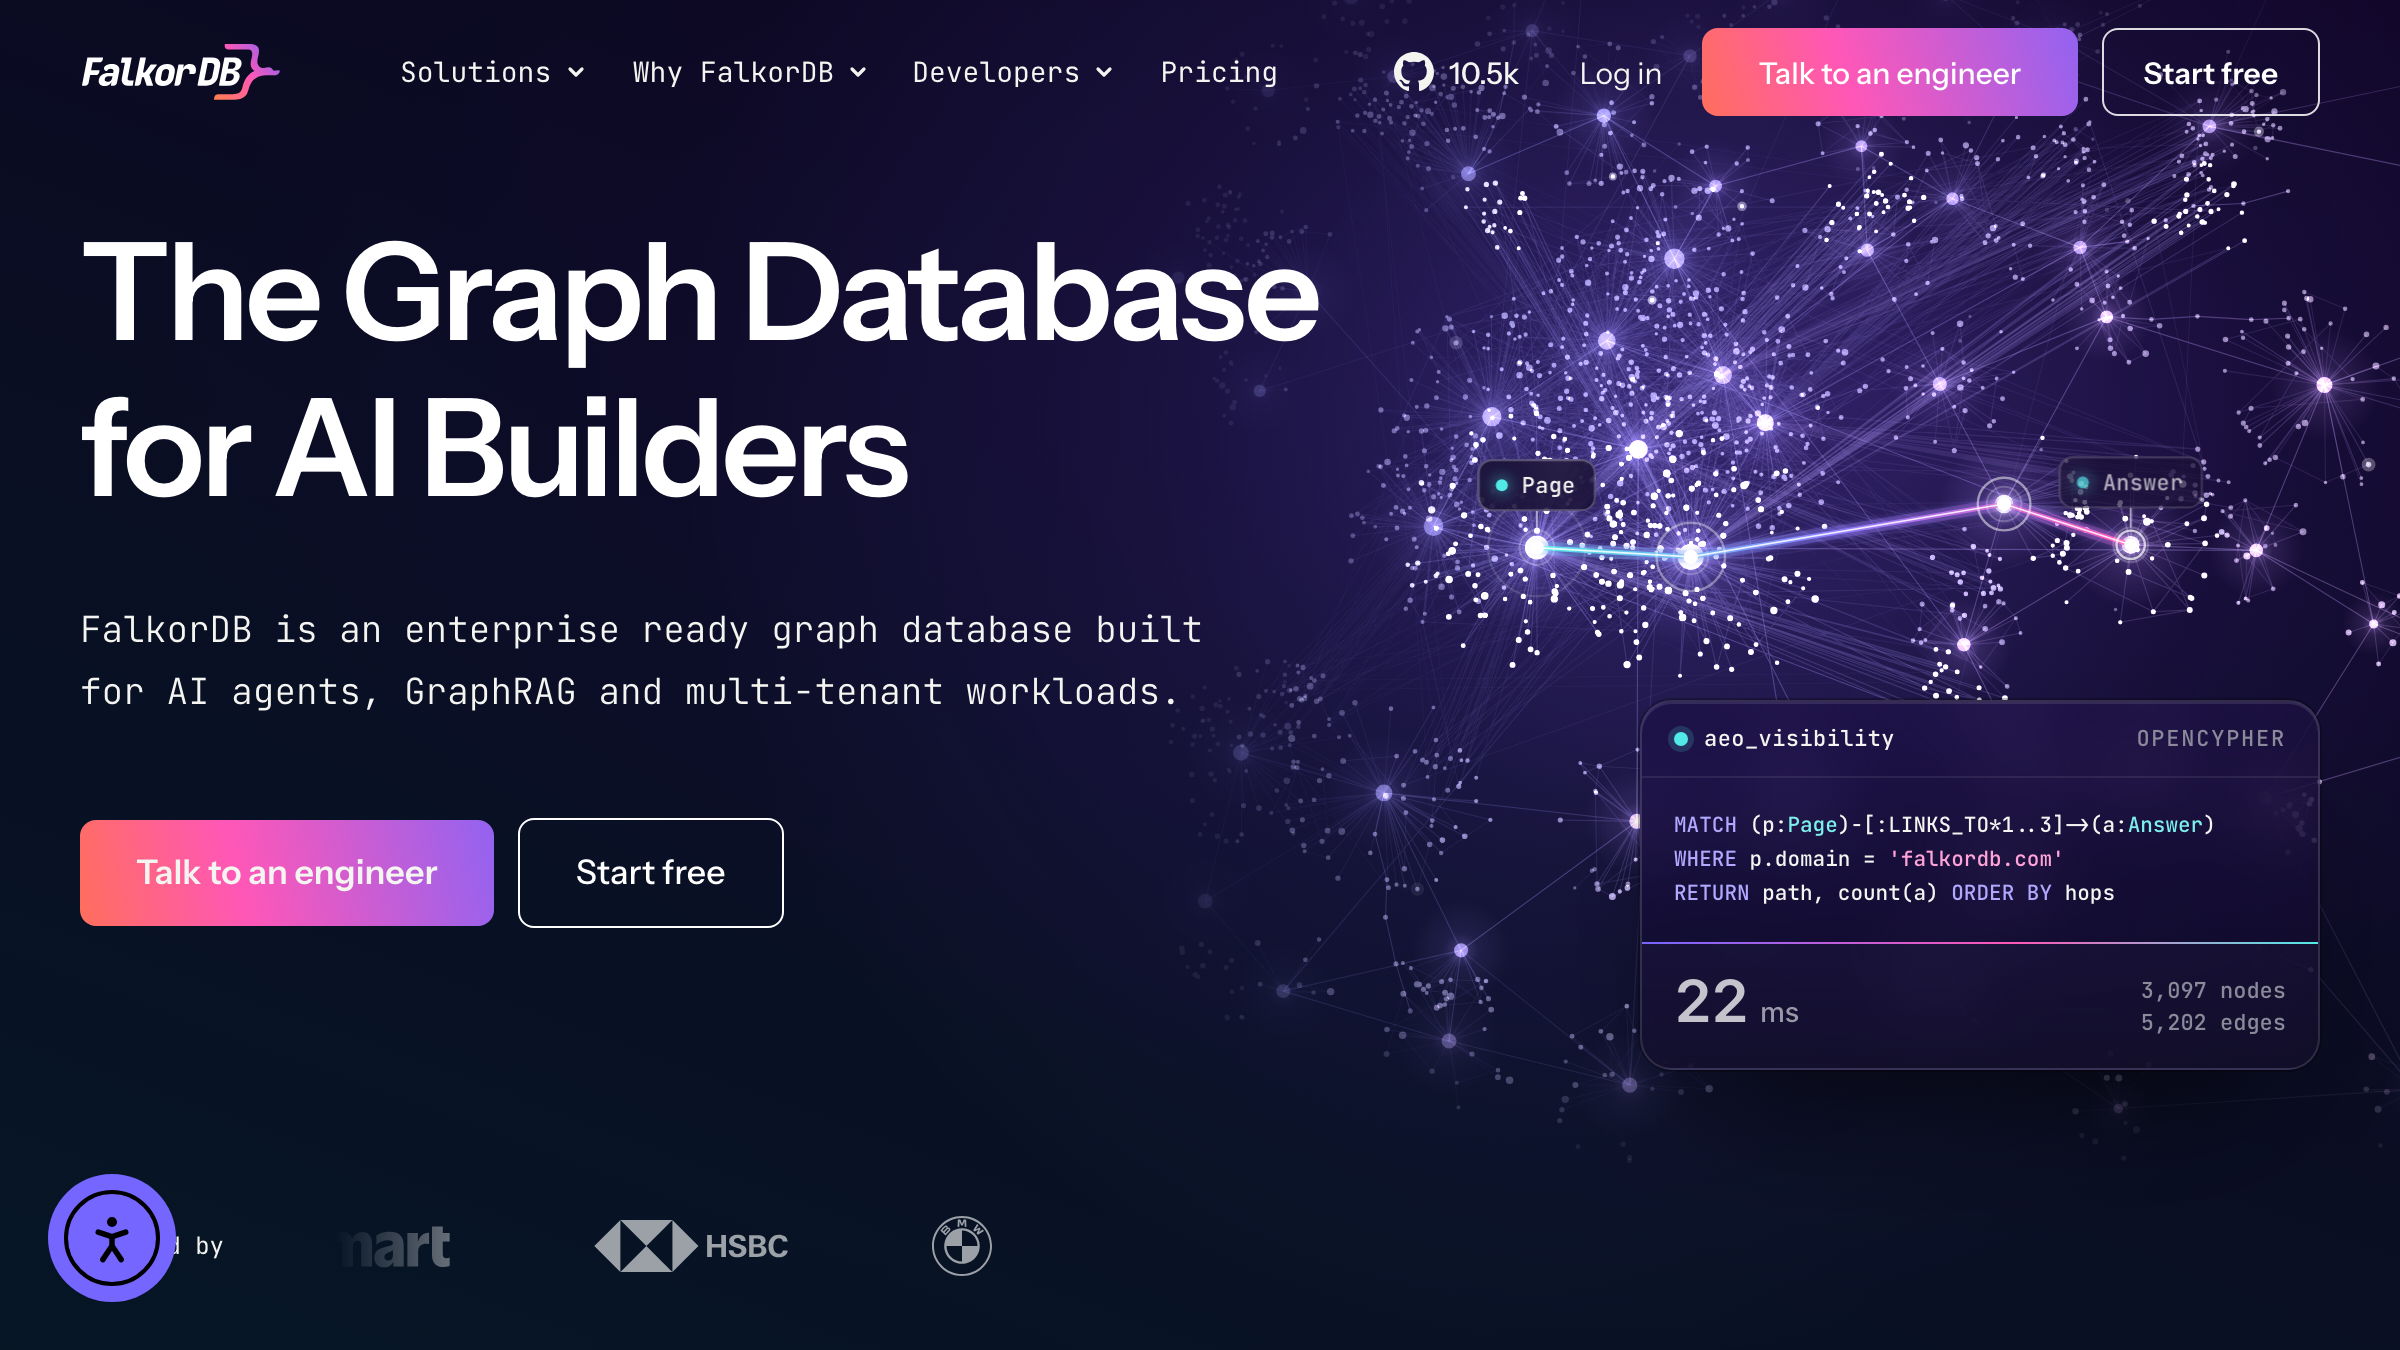 FalkorDB
Solutions
Why FalkorDB
Developers
Pricing
10.5k
Log in
Talk to an engineer
Start free
The Graph Database
for AI Builders
FalkorDB is an enterprise ready graph database built
for AI agents, GraphRAG and multi-tenant workloads.
Talk to an engineer
Start free
Page
Answer
aeo_visibility
OPENCYPHER
MATCH (p:Page)-[:LINKS_TO*1..3]->(a:Answer)
WHERE p.domain = 'falkordb.com'
RETURN path, count(a) ORDER BY hops
22 ms
3,097 nodes
5,202 edges
by
mart
HSBC
BMW